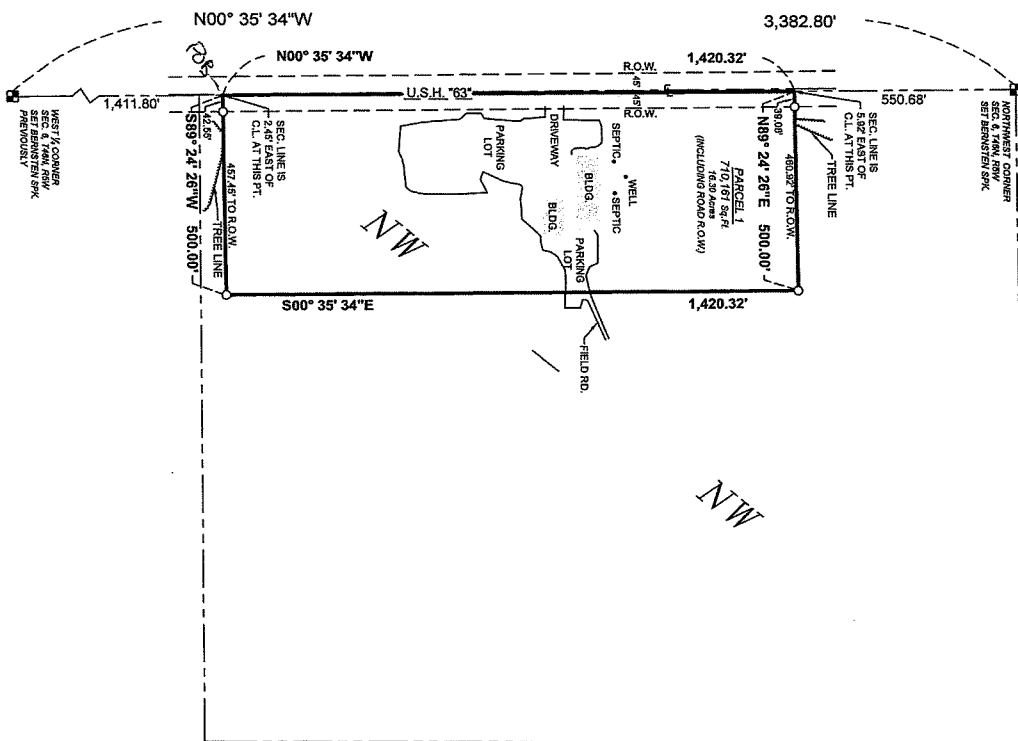 N00° 35' 34"W
3,382.80'
POB
N00° 35' 34"W
1,420.32'
R.O.W.
45' 45'
U.S.H. "63"
R.O.W.
1,411.80'
550.68'
WEST ¼ CORNER
SEC. 6, T48N, R5W
SET BERNSTEN SPK.
PREVIOUSLY
NORTHWEST CORNER
SEC. 6, T48N, R5W
SET BERNSTEN SPK.
42.55'
S89° 24' 26"W 500.00'
457.45' TO R.O.W.
TREE LINE
SEC. LINE IS
2.45' EAST OF
C.L. AT THIS PT.
PARKING
LOT
DRIVEWAY
BLDG.
BLDG.
SEPTIC
WELL
SEPTIC
PARKING
LOT
PARCEL 1
710,161 Sq.Ft.
16.30 Acres
(INCLUDING ROAD R.O.W.)
39.08'
N89° 24' 26"E 500.00'
460.92' TO R.O.W.
TREE LINE
SEC. LINE IS
5.92' EAST OF
C.L. AT THIS PT.
NW
S00° 35' 34"E
1,420.32'
FIELD RD.
NW